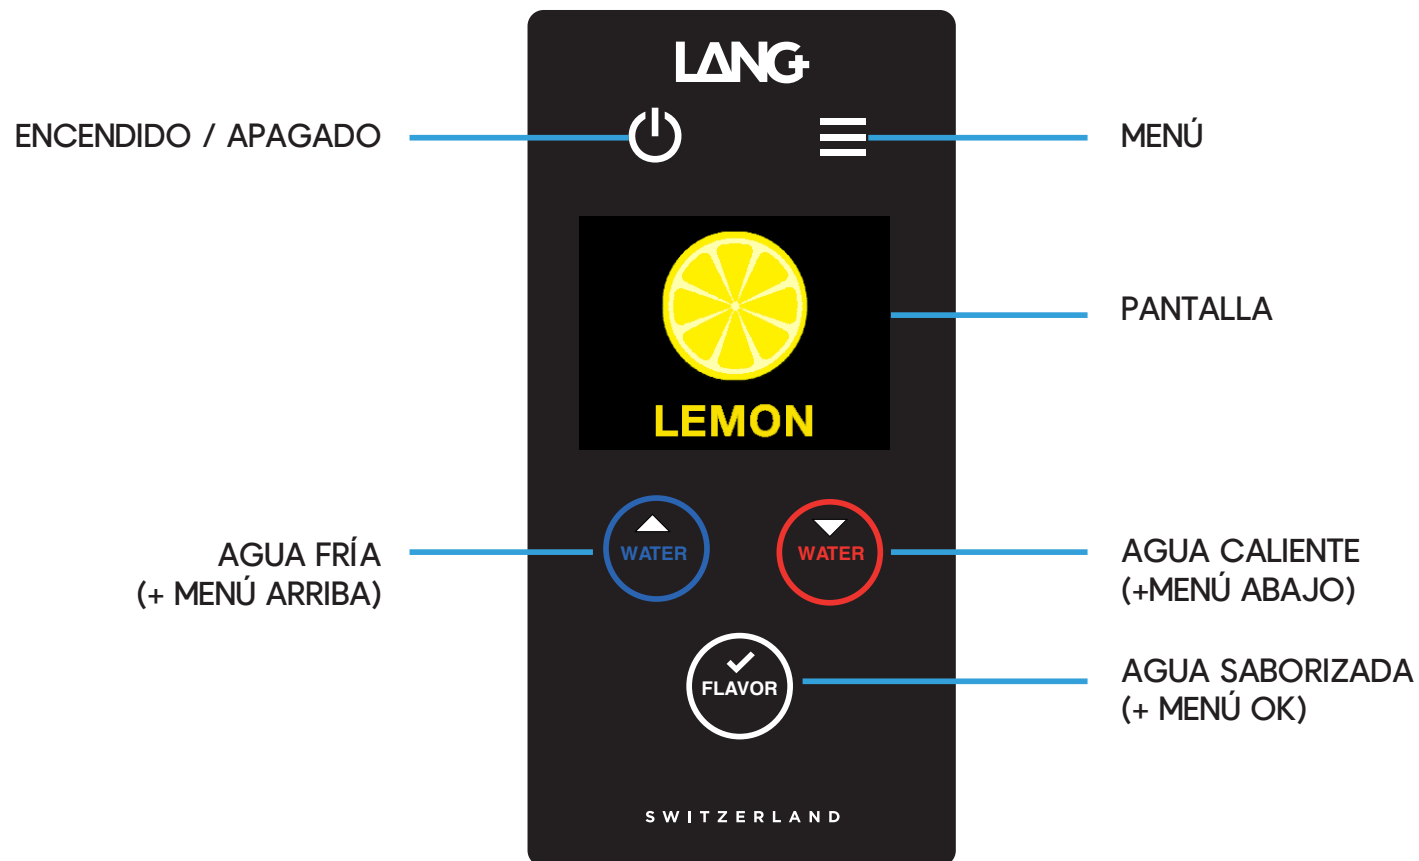 LANG+
ENCENDIDO / APAGADO
MENÚ
PANTALLA
LEMON
AGUA FRÍA
(+ MENÚ ARRIBA)
WATER
WATER
AGUA CALIENTE
(+MENÚ ABAJO)
FLAVOR
AGUA SABORIZADA
(+ MENÚ OK)
SWITZERLAND